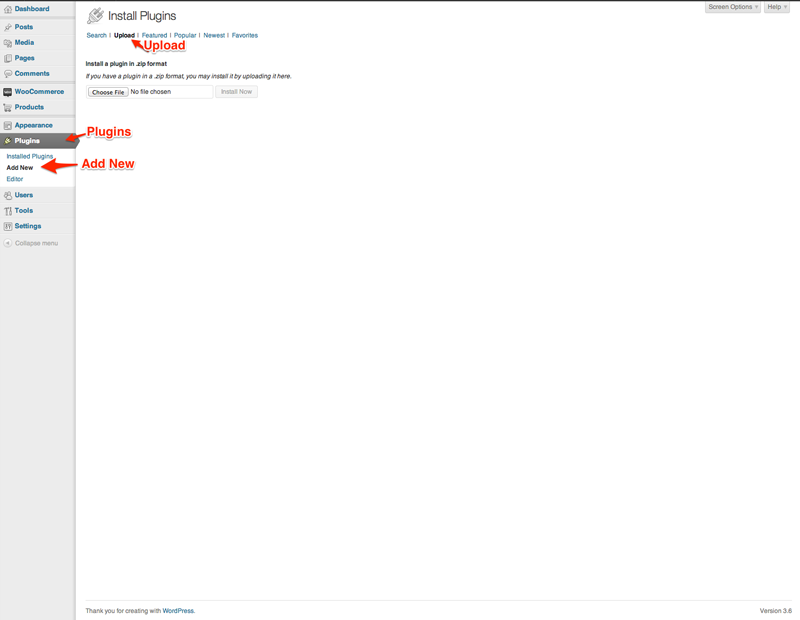 Dashboard
Posts
Media
Pages
Comments
WooCommerce
Products
Appearance
Plugins
Installed Plugins
Add New
Editor
Users
Tools
Settings
Collapse menu
Screen Options
Help
Install Plugins
Search | Upload | Featured | Popular | Newest | Favorites
Upload
Install a plugin in .zip format
If you have a plugin in a .zip format, you may install it by uploading it here.
Choose File No file chosen Install Now
Plugins
Add New
Thank you for creating with WordPress.
Version 3.6